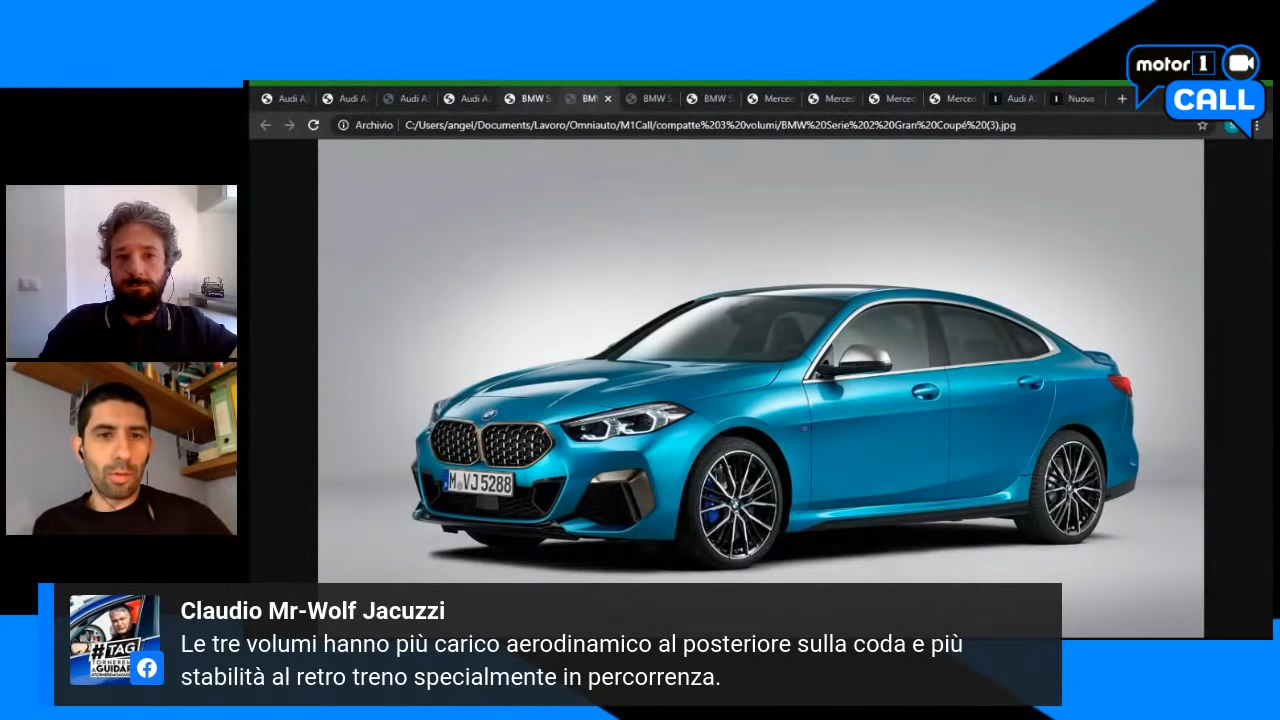 motor1
CALL
Audi A
Audi A
Audi A
Audi A
BMW S
BM
BMW S
BMW S
Merced
Merced
Merced
Merced
Audi A
Nuova
Archivio
C:/Users/angel/Documents/Lavoro/Omniauto/M1Call/compatte%203%20volumi/BMW%20Serie%202%20Gran%20Coupé%20(3).jpg
M VJ 5288
Claudio Mr-Wolf Jacuzzi
Le tre volumi hanno più carico aerodinamico al posteriore sulla coda e più
stabilità al retro treno specialmente in percorrenza.
#TAG